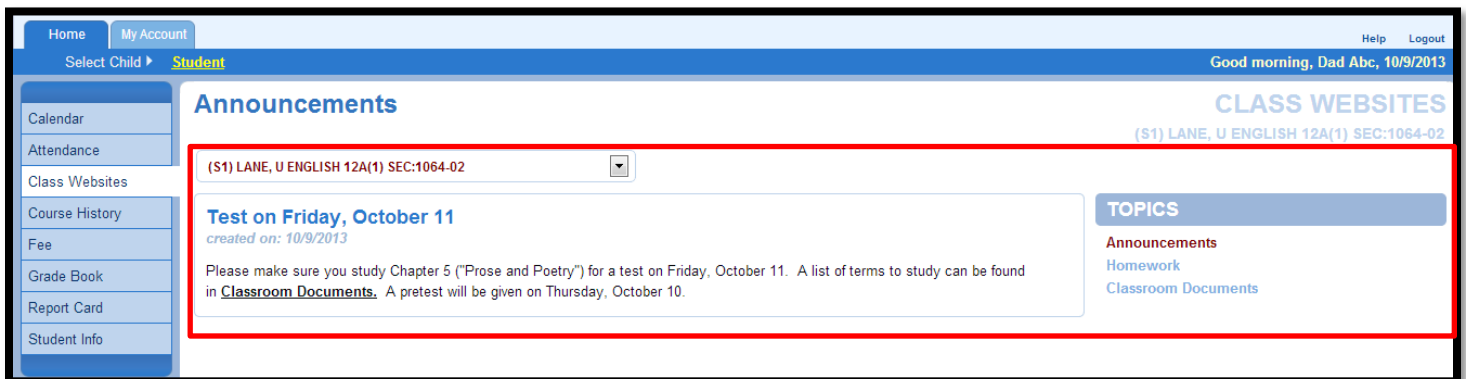 Home My Account
Help Logout
Select Child Student
Good morning, Dad Abc, 10/9/2013
Calendar
Attendance
Class Websites
Course History
Fee
Grade Book
Report Card
Student Info
Announcements
CLASS WEBSITES
(S1) LANE, U ENGLISH 12A(1) SEC:1064-02
(S1) LANE, U ENGLISH 12A(1) SEC:1064-02
Test on Friday, October 11
created on: 10/9/2013
Please make sure you study Chapter 5 ("Prose and Poetry") for a test on Friday, October 11. A list of terms to study can be found
in Classroom Documents. A pretest will be given on Thursday, October 10.
TOPICS
Announcements
Homework
Classroom Documents